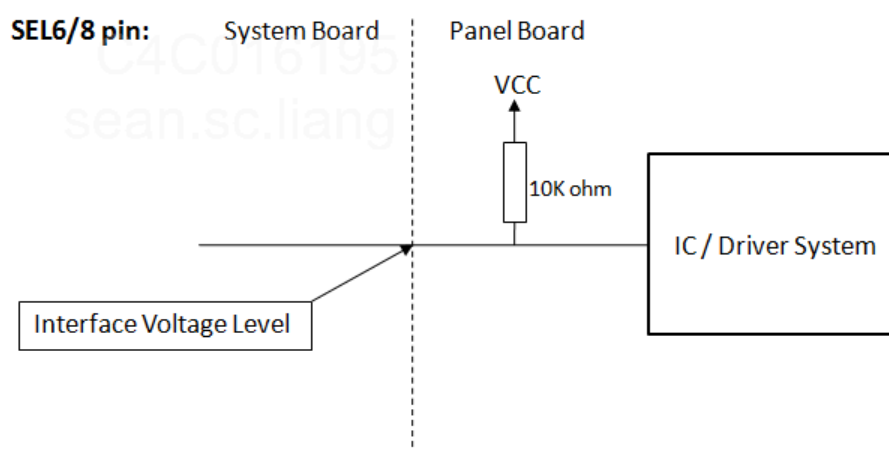 SEL6/8 pin: System Board Panel Board
C4C016195
sean.sc.liang
VCC
10K ohm
IC / Driver System
Interface Voltage Level